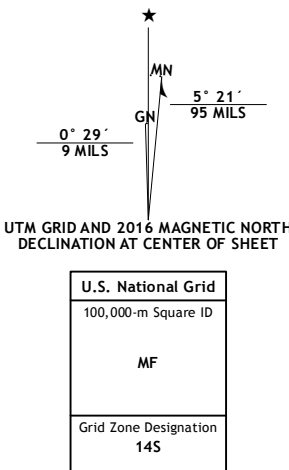 ★
MN
GN
5° 21´
95 MILS
0° 29´
9 MILS
UTM GRID AND 2016 MAGNETIC NORTH
DECLINATION AT CENTER OF SHEET
U.S. National Grid
100,000-m Square ID
MF
Grid Zone Designation
14S